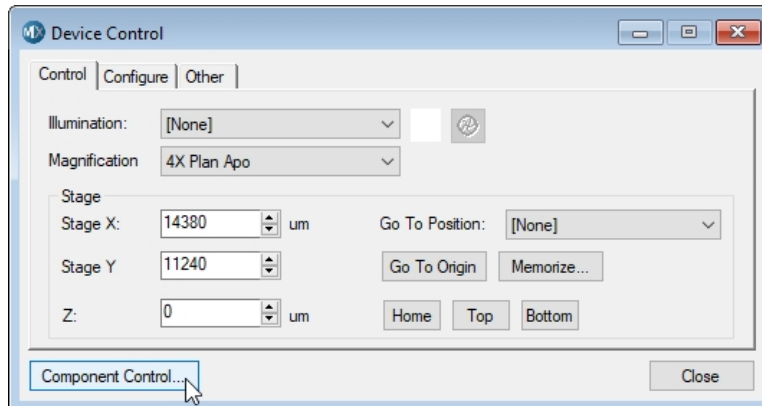 MX Device Control
Control Configure Other
Illumination: [None]
Magnification 4X Plan Apo
Stage
Stage X: 14380 um Go To Position: [None]
Stage Y 11240 Go To Origin Memorize...
Z: 0 um Home Top Bottom
Component Control... Close